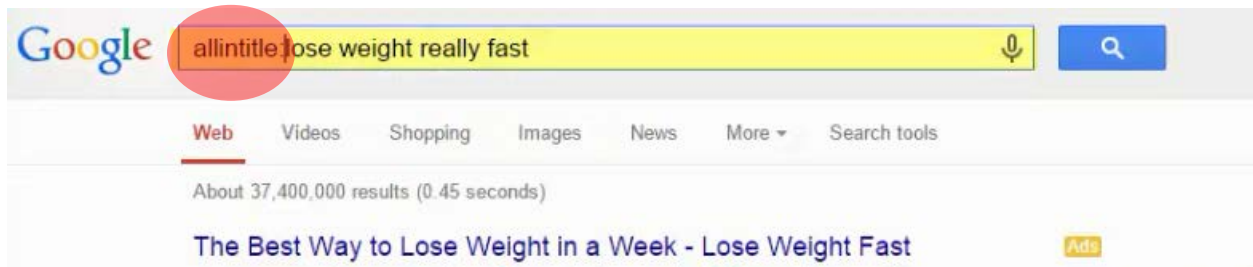 Google allintitle:lose weight really fast
Web Videos Shopping Images News More Search tools
About 37,400,000 results (0.45 seconds)
The Best Way to Lose Weight in a Week - Lose Weight Fast Ads